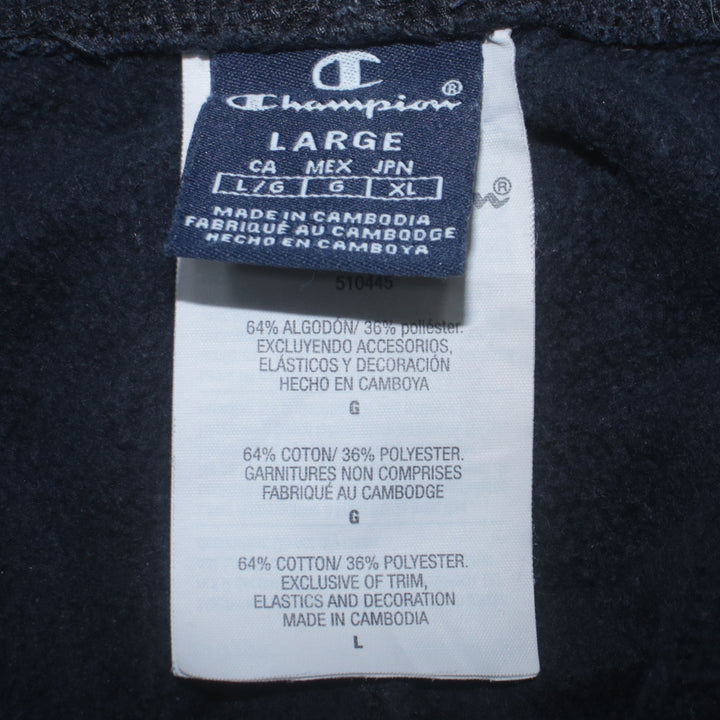 Champion®
LARGE
CA MEX JPN
L/G G XL
MADE IN CAMBODIA
FABRIQUÉ AU CAMBODGE
HECHO EN CAMBOYA
®
510445
64% ALGODÓN/ 36% poliéster.
EXCLUYENDO ACCESORIOS,
ELÁSTICOS Y DECORACIÓN
HECHO EN CAMBOYA
G
64% COTON/ 36% POLYESTER.
GARNITURES NON COMPRISES
FABRIQUÉ AU CAMBODGE
G
64% COTTON/ 36% POLYESTER.
EXCLUSIVE OF TRIM,
ELASTICS AND DECORATION
MADE IN CAMBODIA
L